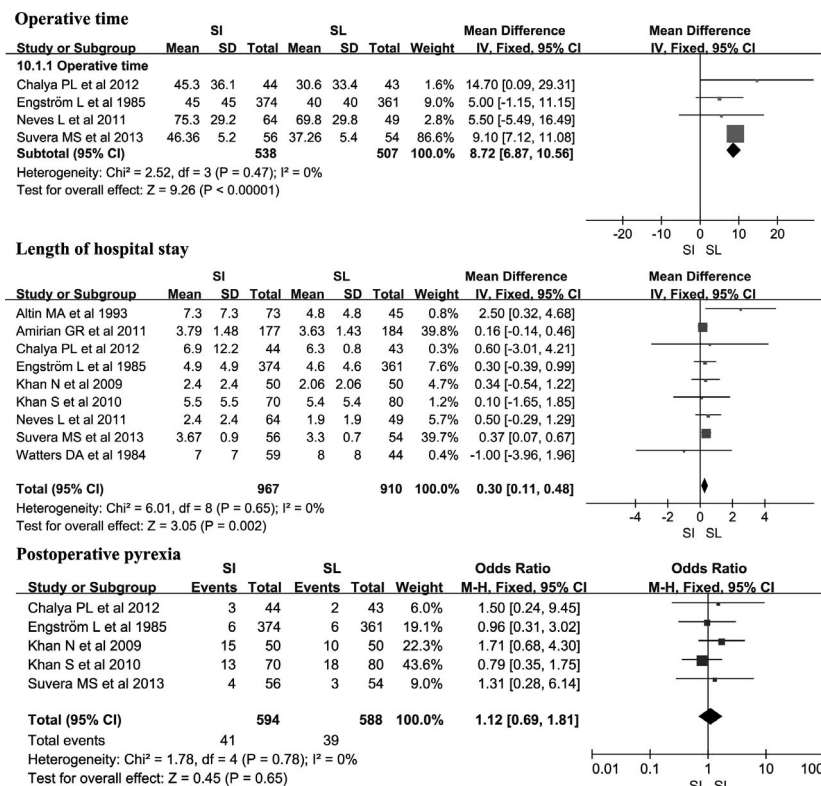 Operative time
SI SL Mean Difference Mean Difference
Study or Subgroup Mean SD Total Mean SD Total Weight IV, Fixed, 95% CI IV, Fixed, 95% CI
10.1.1 Operative time
Chalya PL et al 2012 45.3 36.1 44 30.6 33.4 43 1.6% 14.70 [0.09, 29.31]
Engström L et al 1985 45 45 374 40 40 361 9.0% 5.00 [-1.15, 11.15]
Neves L et al 2011 75.3 29.2 64 69.8 29.8 49 2.8% 5.50 [-5.49, 16.49]
Suvera MS et al 2013 46.36 5.2 56 37.26 5.4 54 86.6% 9.10 [7.12, 11.08]
Subtotal (95% CI) 538 507 100.0% 8.72 [6.87, 10.56]
Heterogeneity: Chi² = 2.52, df = 3 (P = 0.47); I² = 0%
Test for overall effect: Z = 9.26 (P < 0.00001)
-20 -10 0 10 20
SI SL
Length of hospital stay
SI SL Mean Difference Mean Difference
Study or Subgroup Mean SD Total Mean SD Total Weight IV, Fixed, 95% CI IV, Fixed, 95% CI
Altin MA et al 1993 7.3 7.3 73 4.8 4.8 45 0.8% 2.50 [0.32, 4.68]
Amirian GR et al 2011 3.79 1.48 177 3.63 1.43 184 39.8% 0.16 [-0.14, 0.46]
Chalya PL et al 2012 6.9 12.2 44 6.3 0.8 43 0.3% 0.60 [-3.01, 4.21]
Engström L et al 1985 4.9 4.9 374 4.6 4.6 361 7.6% 0.30 [-0.39, 0.99]
Khan N et al 2009 2.4 2.4 50 2.06 2.06 50 4.7% 0.34 [-0.54, 1.22]
Khan S et al 2010 5.5 5.5 70 5.4 5.4 80 1.2% 0.10 [-1.65, 1.85]
Neves L et al 2011 2.4 2.4 64 1.9 1.9 49 5.7% 0.50 [-0.29, 1.29]
Suvera MS et al 2013 3.67 0.9 56 3.3 0.7 54 39.7% 0.37 [0.07, 0.67]
Watters DA et al 1984 7 7 59 8 8 44 0.4% -1.00 [-3.96, 1.96]
Total (95% CI) 967 910 100.0% 0.30 [0.11, 0.48]
Heterogeneity: Chi² = 6.01, df = 8 (P = 0.65); I² = 0%
Test for overall effect: Z = 3.05 (P = 0.002)
-4 -2 0 2 4
SI SL
Postoperative pyrexia
SI SL Odds Ratio Odds Ratio
Study or Subgroup Events Total Events Total Weight M-H, Fixed, 95% CI M-H, Fixed, 95% CI
Chalya PL et al 2012 3 44 2 43 6.0% 1.50 [0.24, 9.45]
Engström L et al 1985 6 374 6 361 19.1% 0.96 [0.31, 3.02]
Khan N et al 2009 15 50 10 50 22.3% 1.71 [0.68, 4.30]
Khan S et al 2010 13 70 18 80 43.6% 0.79 [0.35, 1.75]
Suvera MS et al 2013 4 56 3 54 9.0% 1.31 [0.28, 6.14]
Total (95% CI) 594 588 100.0% 1.12 [0.69, 1.81]
Total events 41 39
Heterogeneity: Chi² = 1.78, df = 4 (P = 0.78); I² = 0%
Test for overall effect: Z = 0.45 (P = 0.65)
0.01 0.1 1 10 100
SI SL